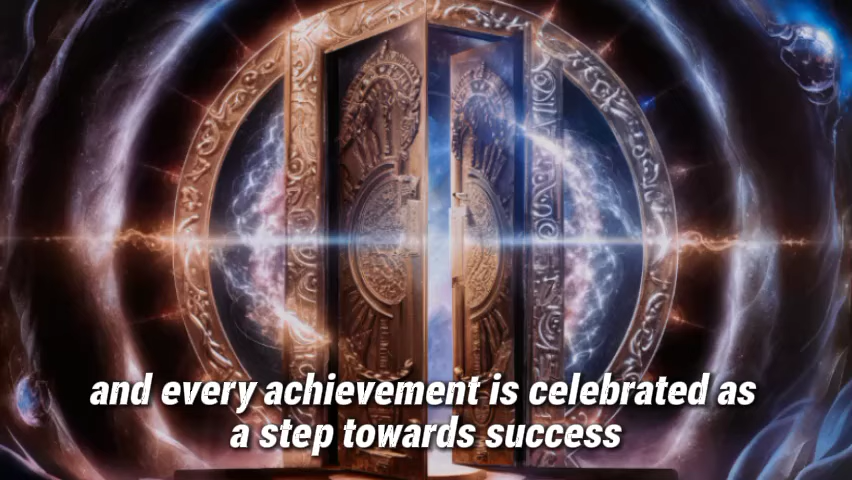 and every achievement is celebrated as
a step towards success